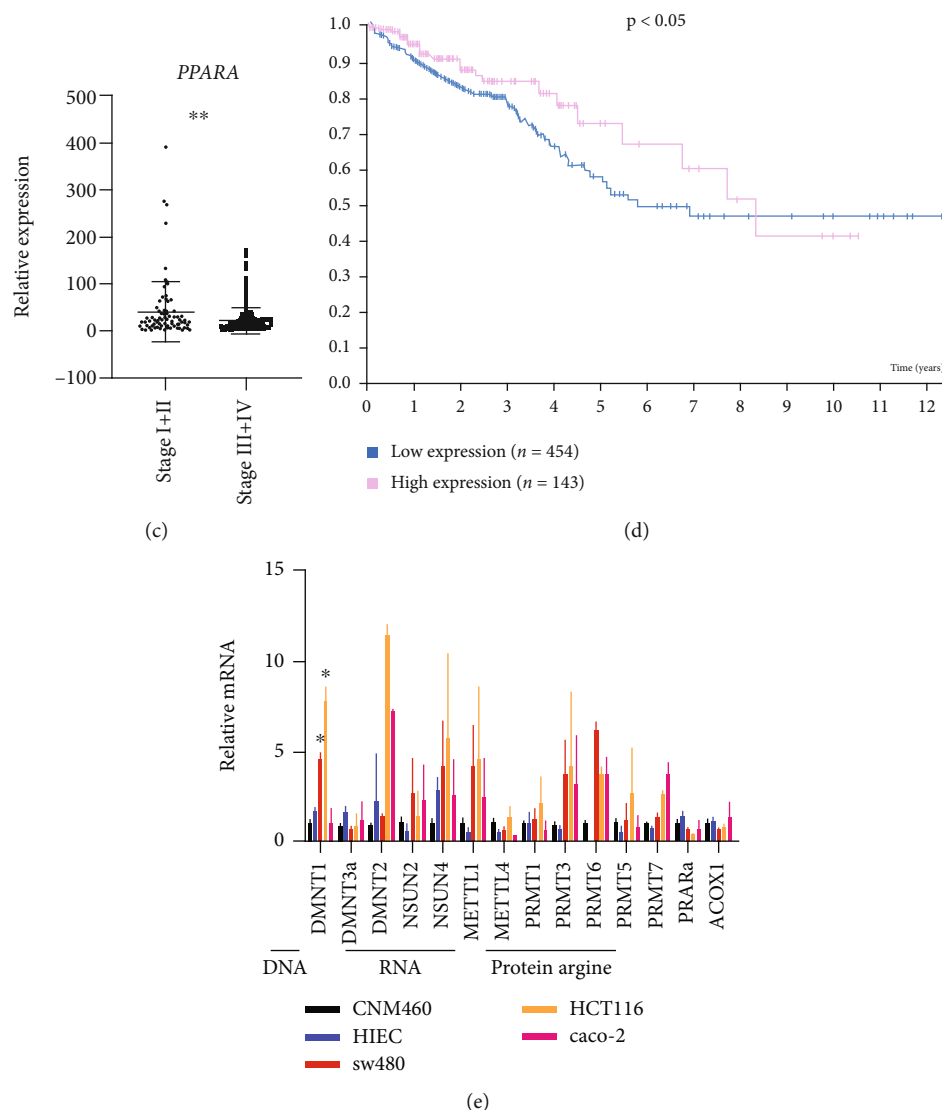 PPARA
**
500
400
300
200
100
0
–100
Relative expression
Stage I+II
Stage III+IV
(c)
p < 0.05
1.0
0.9
0.8
0.7
0.6
0.5
0.4
0.3
0.2
0.1
0.0
Time (years)
0 1 2 3 4 5 6 7 8 9 10 11 12
Low expression (n = 454)
High expression (n = 143)
(d)
15
10
5
0
Relative mRNA
*
*
DMNT1
DMNT3a
DMNT2
NSUN2
NSUN4
METTL1
METTL4
PRMT1
PRMT3
PRMT6
PRMT5
PRMT7
PRARa
ACOX1
DNA RNA Protein argine
CNM460
HIEC
sw480
HCT116
caco-2
(e)